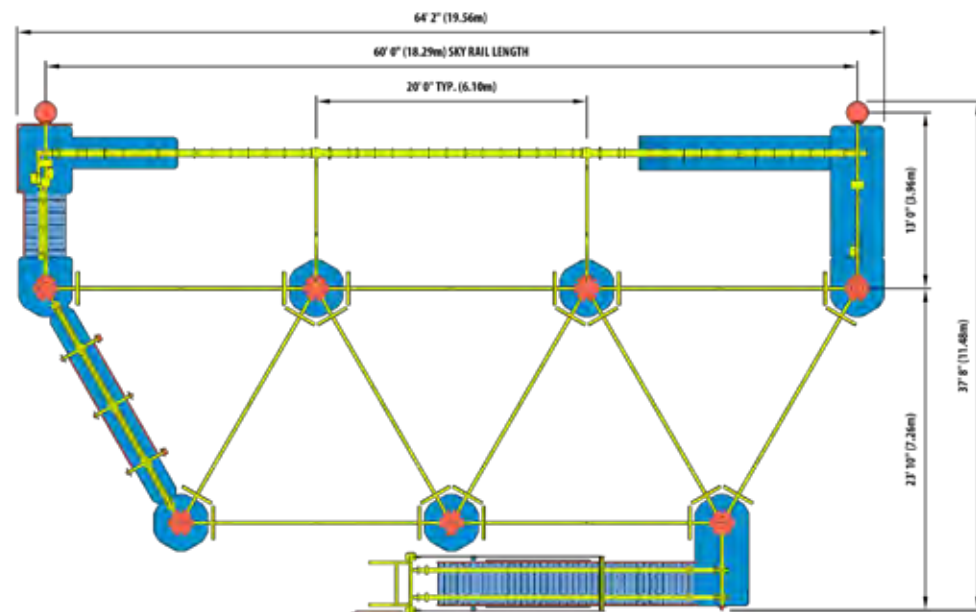 64' 2" (19.56m)
60' 0" (18.29m) SKY RAIL LENGTH
20' 0" TYP. (6.10m)
13' 0" (3.96m)
37' 8" (11.48m)
23' 10" (7.26m)